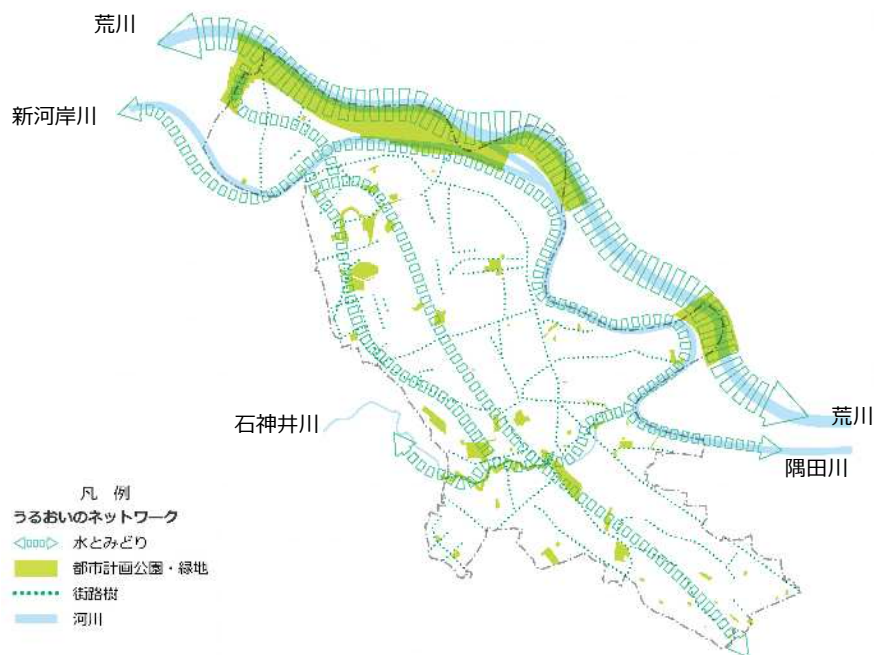 荒川
新河岸川
石神井川
荒川
隅田川
凡 例
うるおいのネットワーク
水とみどり
都市計画公園・緑地
街路樹
河川